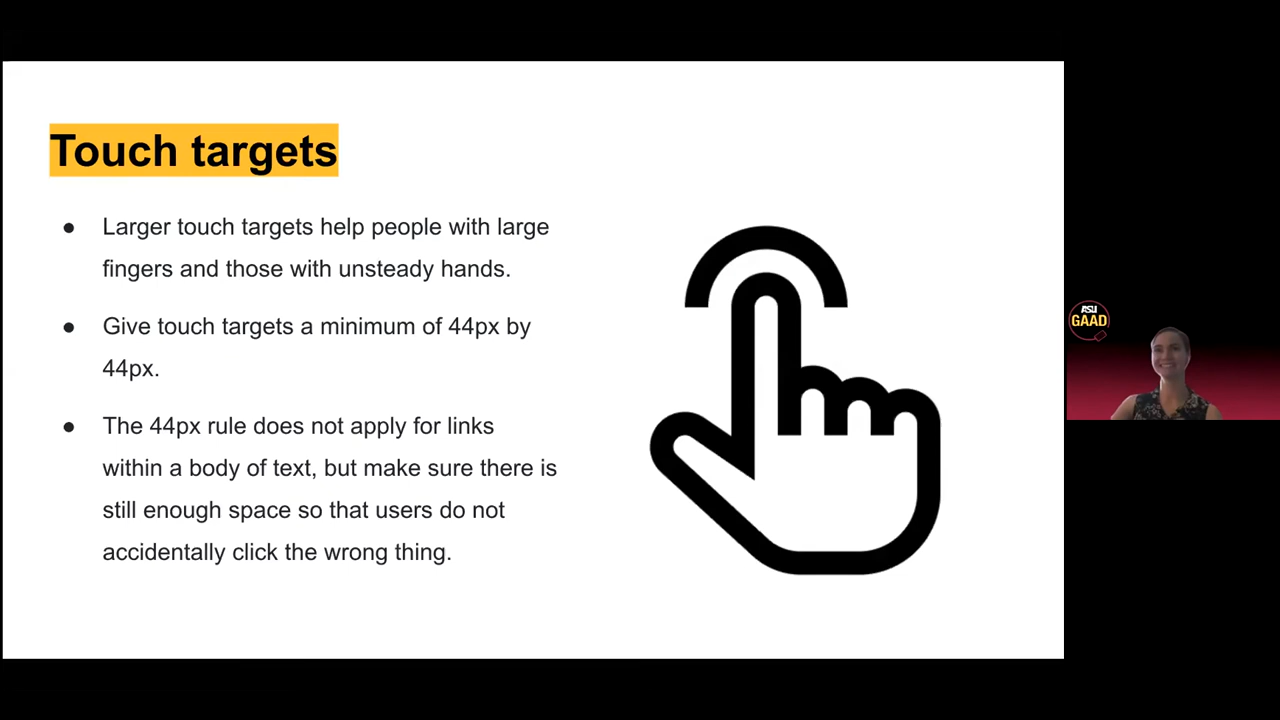 Touch targets
● Larger touch targets help people with large
fingers and those with unsteady hands.
● Give touch targets a minimum of 44px by
44px.
● The 44px rule does not apply for links
within a body of text, but make sure there is
still enough space so that users do not
accidentally click the wrong thing.
ASU
GAAD